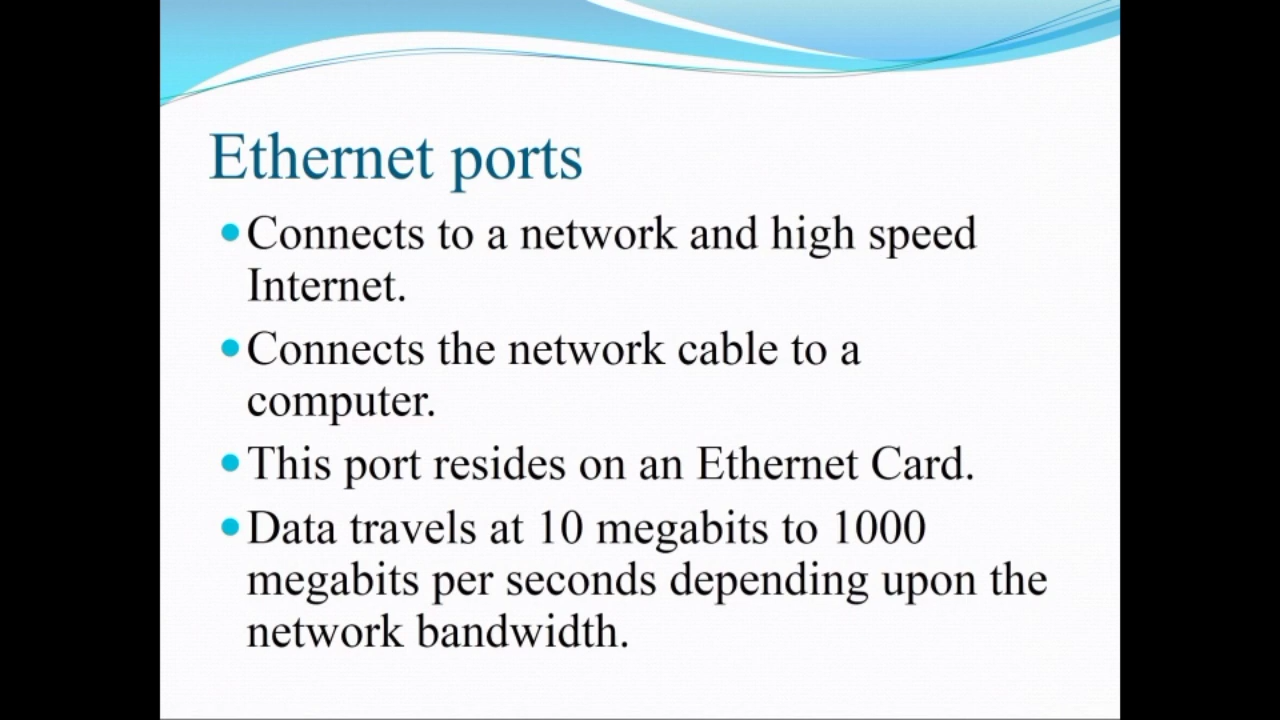 Ethernet ports
•Connects to a network and high speed
Internet.
•Connects the network cable to a
computer.
•This port resides on an Ethernet Card.
•Data travels at 10 megabits to 1000
megabits per seconds depending upon the
network bandwidth.